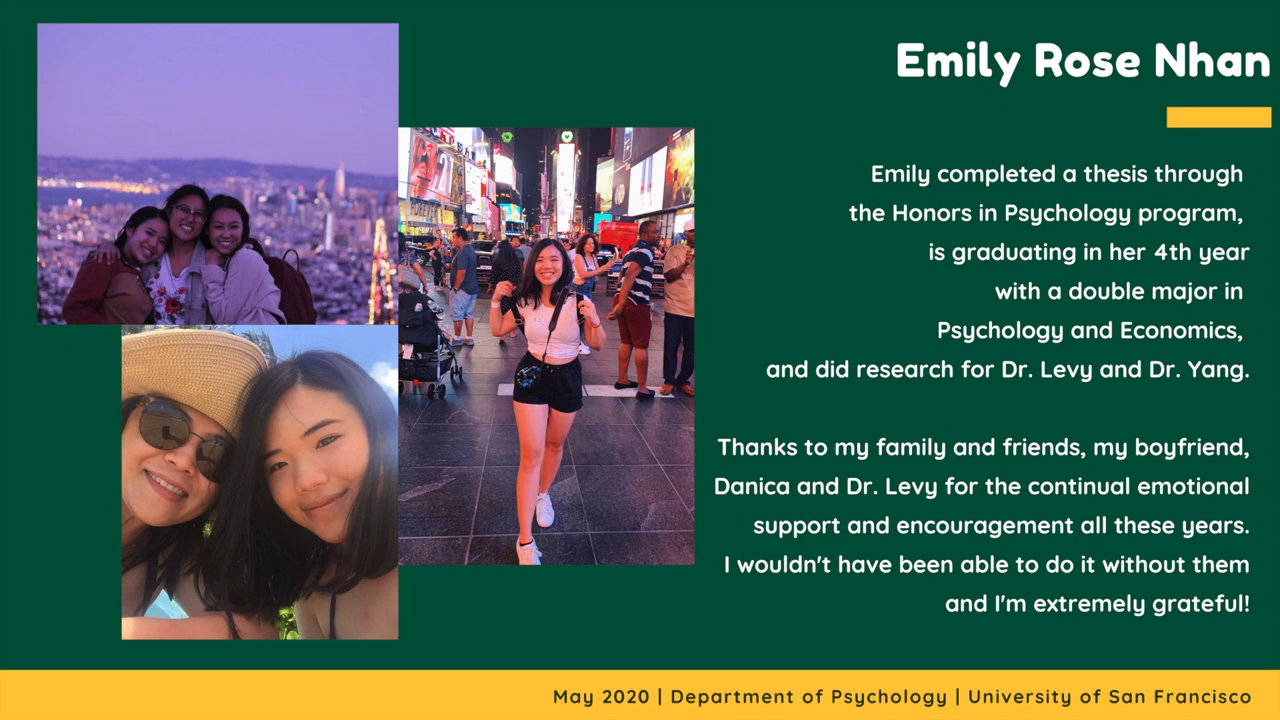 Emily Rose Nhan
Emily completed a thesis through
the Honors in Psychology program,
is graduating in her 4th year
with a double major in
Psychology and Economics,
and did research for Dr. Levy and Dr. Yang.
Thanks to my family and friends, my boyfriend,
Danica and Dr. Levy for the continual emotional
support and encouragement all these years.
I wouldn't have been able to do it without them
and I'm extremely grateful!
May 2020 | Department of Psychology | University of San Francisco